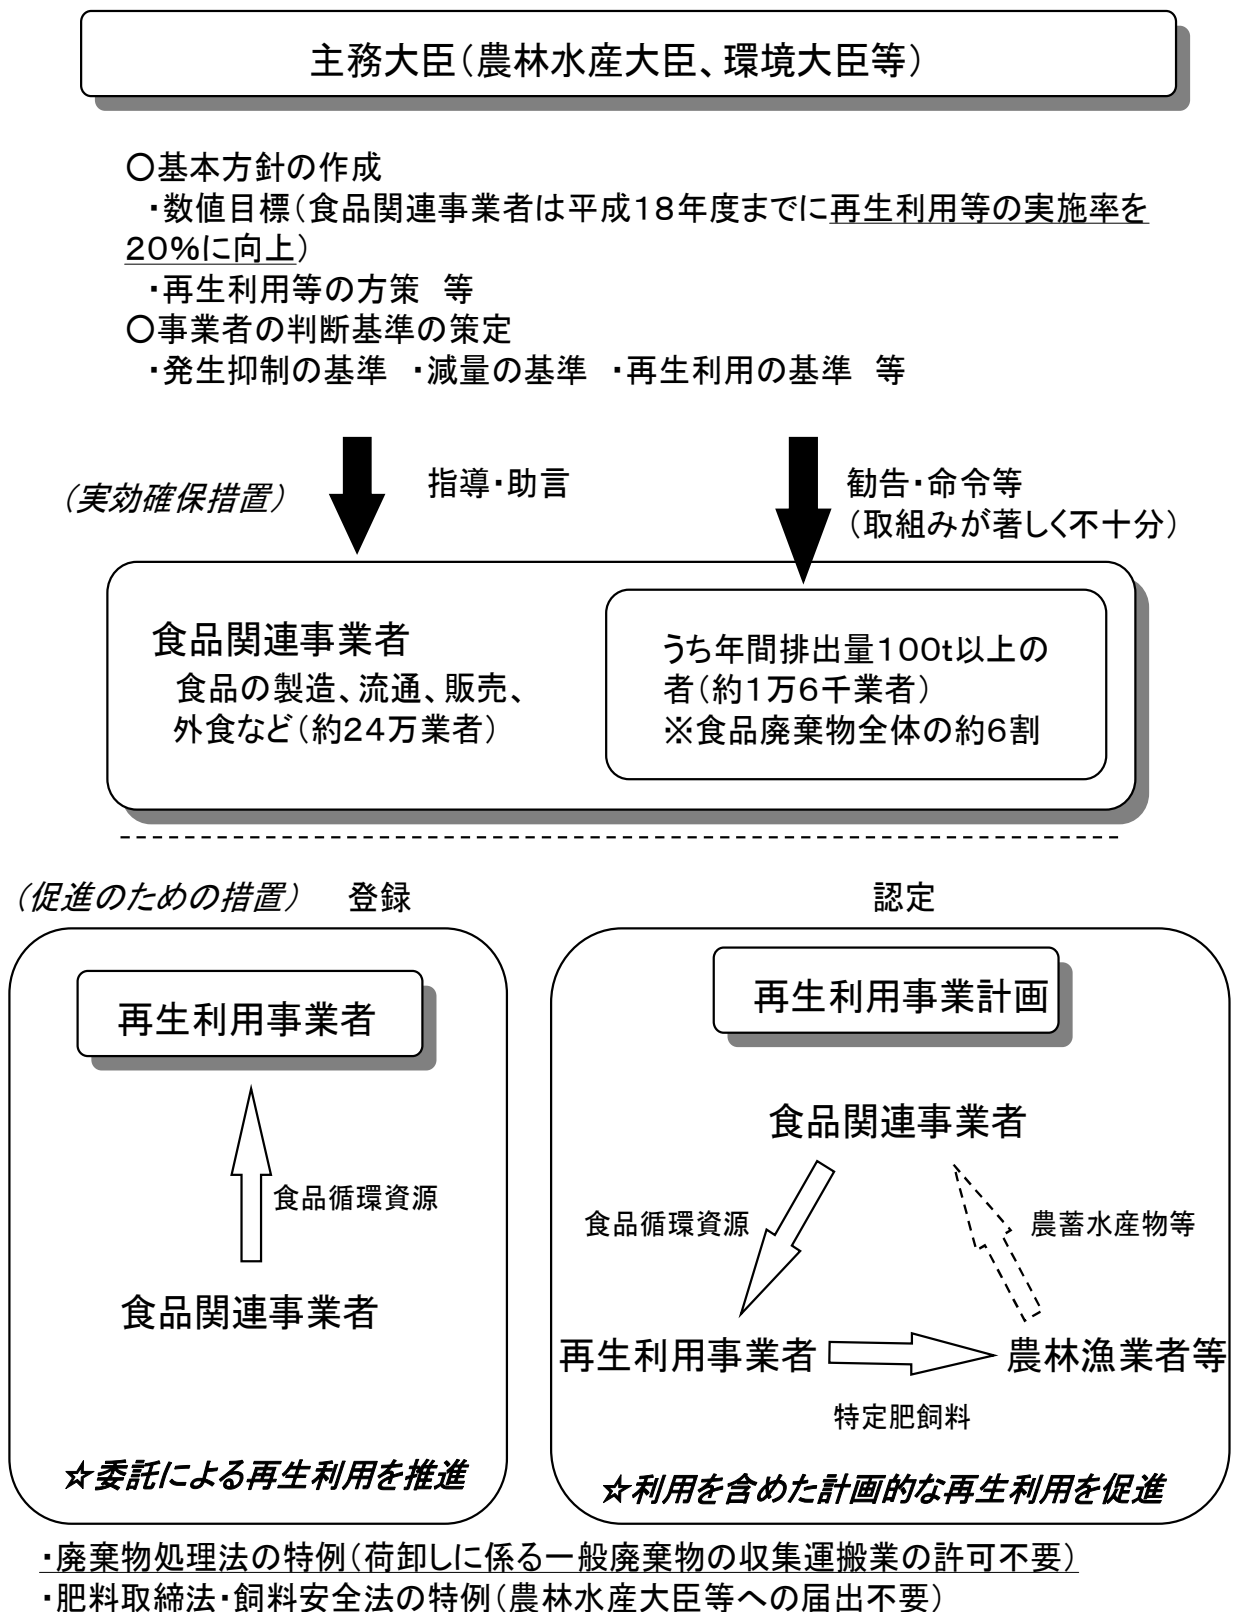 主務大臣（農林水産大臣、環境大臣等）
〇基本方針の作成
・数値目標（食品関連事業者は平成１８年度までに再生利用等の実施率を
２０％に向上）
・再生利用等の方策　等
〇事業者の判断基準の策定
・発生抑制の基準　・減量の基準　・再生利用の基準　等
（実効確保措置）
指導・助言
勧告・命令等
（取組みが著しく不十分）
食品関連事業者
食品の製造、流通、販売、
外食など（約２４万業者）
うち年間排出量１００ｔ以上の
者（約１万６千業者）
※食品廃棄物全体の約６割
（促進のための措置）　登録
認定
再生利用事業者
食品循環資源
食品関連事業者
☆委託による再生利用を推進
再生利用事業計画
食品関連事業者
食品循環資源
農蓄水産物等
再生利用事業者
農林漁業者等
特定肥飼料
☆利用を含めた計画的な再生利用を促進
・廃棄物処理法の特例（荷卸しに係る一般廃棄物の収集運搬業の許可不要）
・肥料取締法・飼料安全法の特例（農林水産大臣等への届出不要）